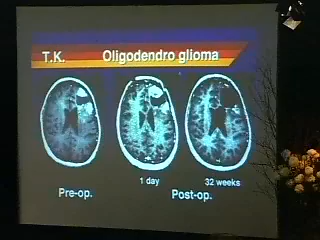 T.K. Oligodendro glioma
1 day 32 weeks
Pre-op. Post-op.